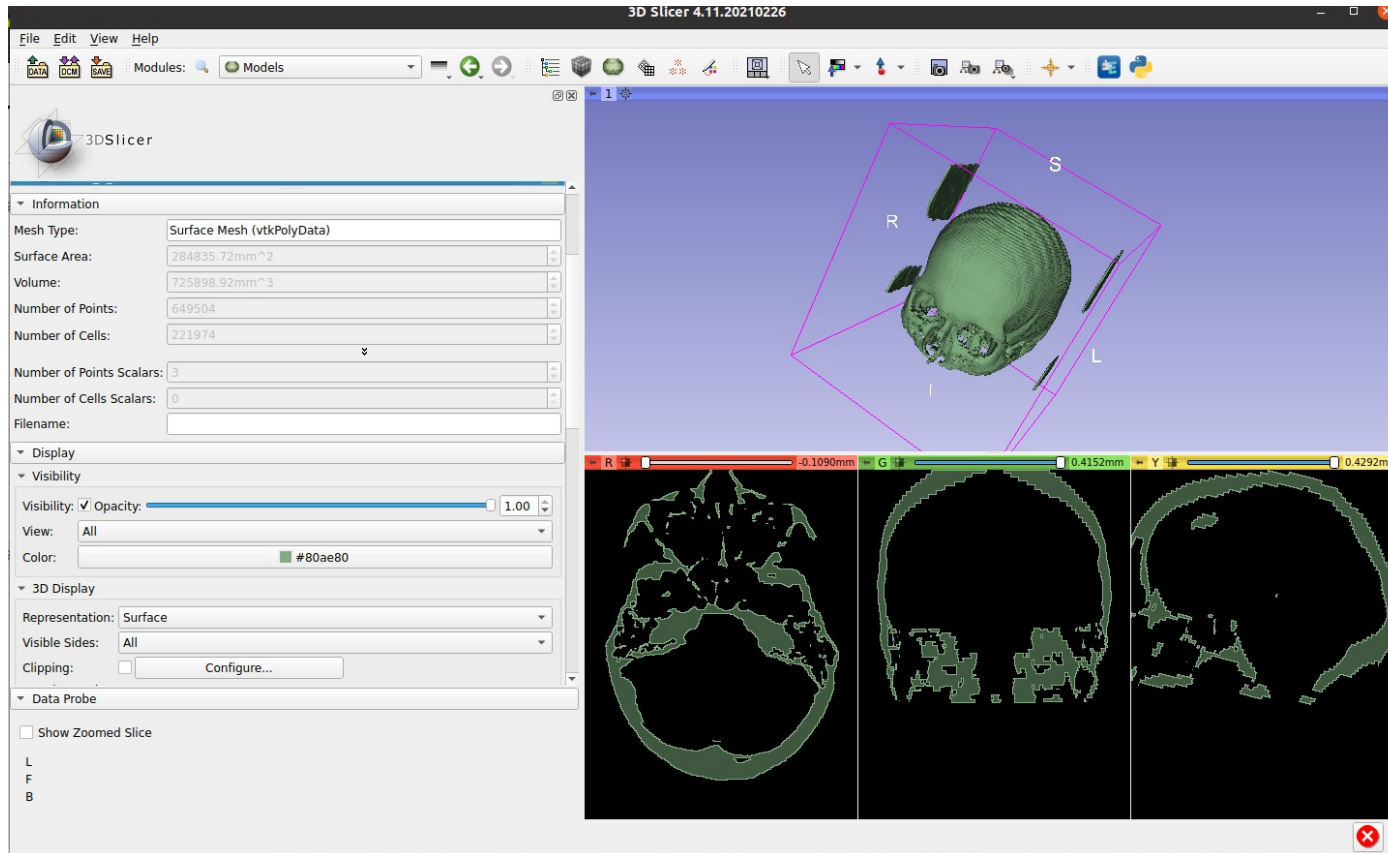 3D Slicer 4.11.20210226
File Edit View Help
DATA DCM SAVE Modules: Models
1
3DSlicer
Information
Mesh Type: Surface Mesh (vtkPolyData)
Surface Area: 284835.72mm^2
Volume: 725898.92mm^3
Number of Points: 649504
Number of Cells: 221974
Number of Points Scalars: 3
Number of Cells Scalars: 0
Filename:
Display
Visibility
Visibility: Opacity: 1.00
View: All
Color: #80ae80
3D Display
Representation: Surface
Visible Sides: All
Clipping: Configure...
Data Probe
Show Zoomed Slice
L
F
B
S
R
L
I
R -0.1090mm G 0.4152mm Y 0.4292m